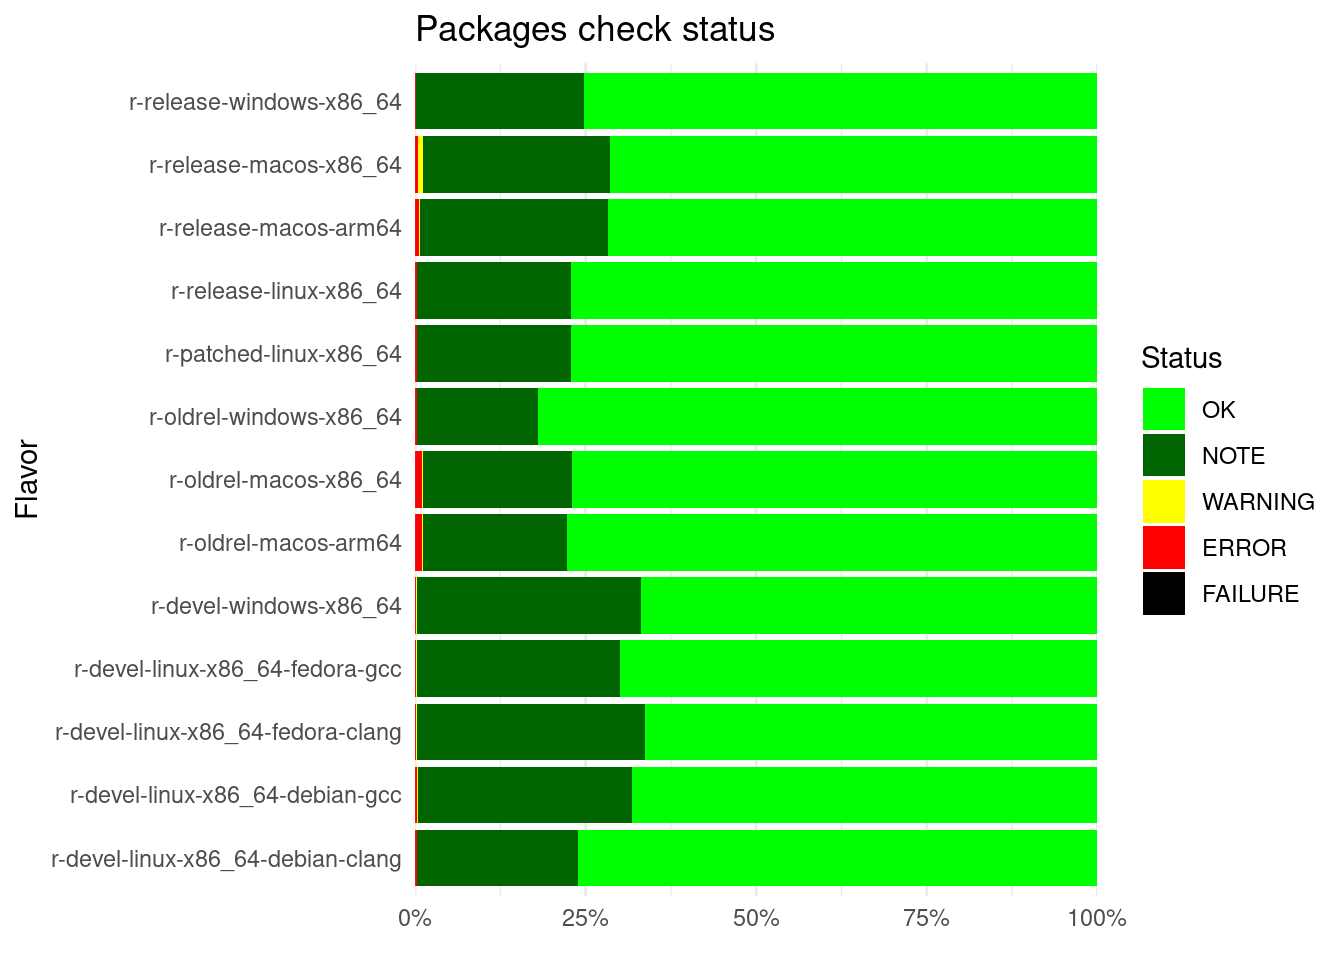 Packages check status
Flavor
r-release-windows-x86_64
r-release-macos-x86_64
r-release-macos-arm64
r-release-linux-x86_64
r-patched-linux-x86_64
r-oldrel-windows-x86_64
r-oldrel-macos-x86_64
r-oldrel-macos-arm64
r-devel-windows-x86_64
r-devel-linux-x86_64-fedora-gcc
r-devel-linux-x86_64-fedora-clang
r-devel-linux-x86_64-debian-gcc
r-devel-linux-x86_64-debian-clang
0% 25% 50% 75% 100%
Status
OK
NOTE
WARNING
ERROR
FAILURE